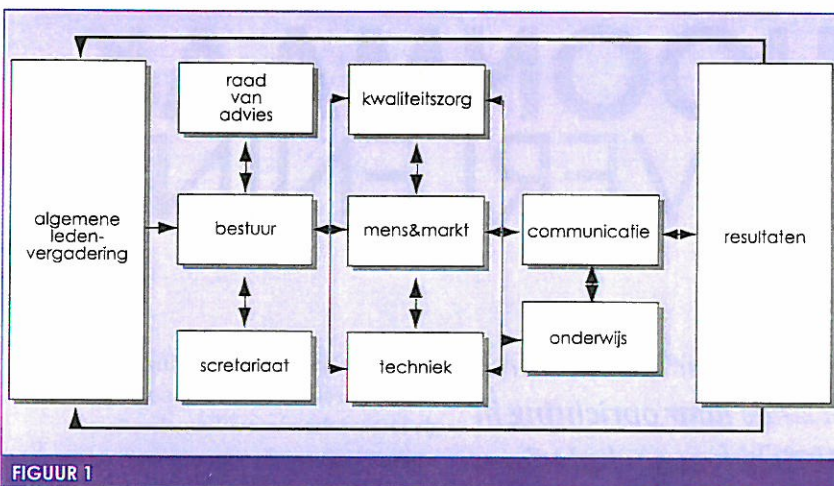 algemene
leden-
vergadering
raad
van
advies
bestuur
scretariaat
kwaliteitszorg
mens&markt
techniek
communicatie
onderwijs
resultaten
FIGUUR 1